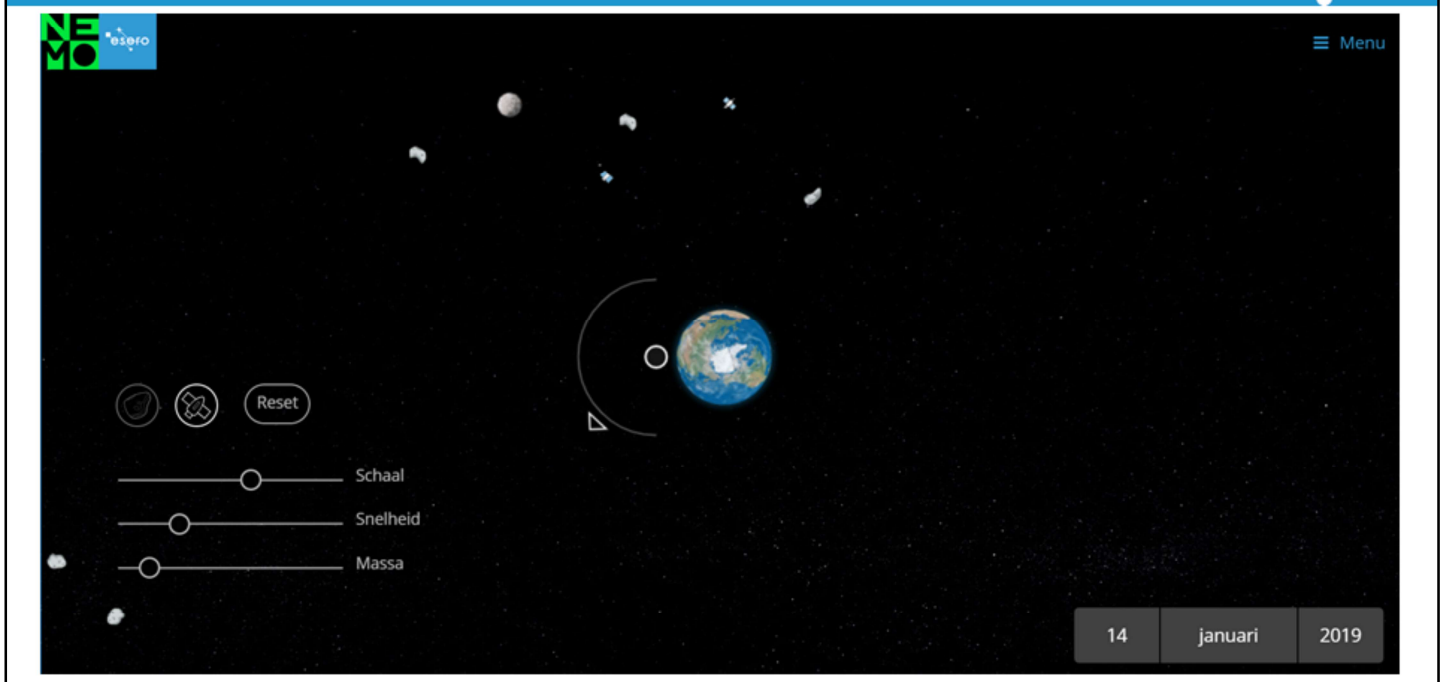 NE
MO
esero
Menu
Reset
Schaal
Snelheid
Massa
14 januari 2019